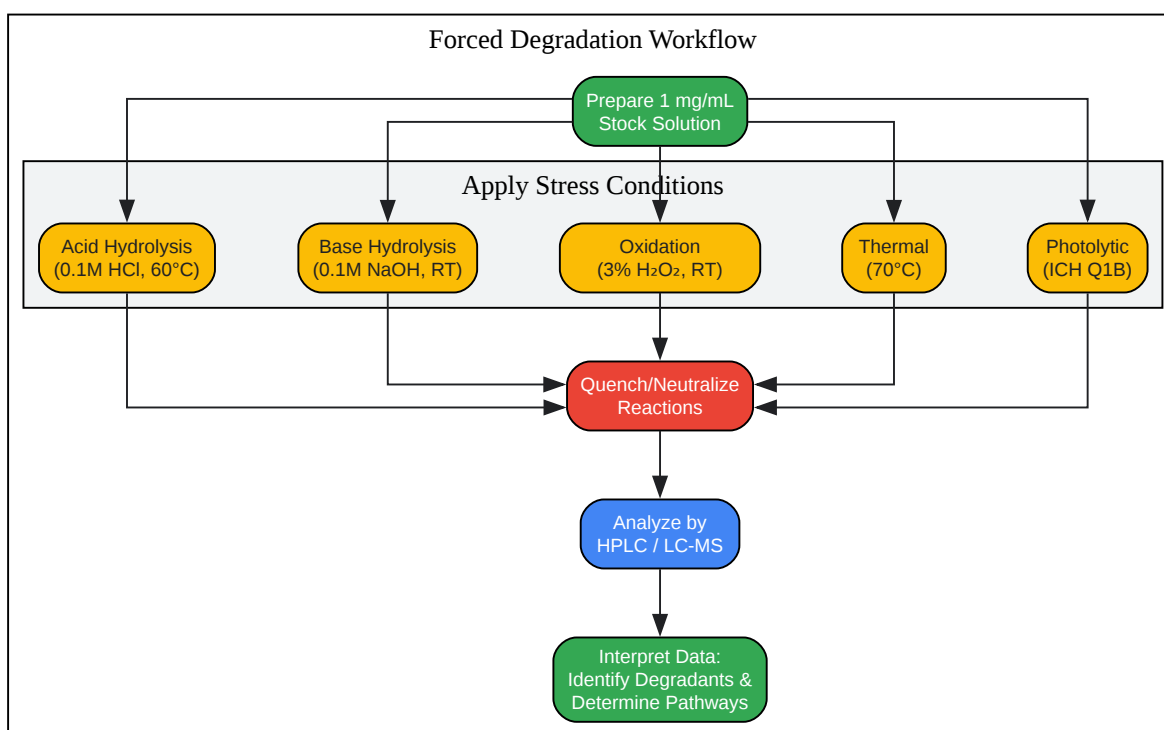 Forced Degradation Workflow
Prepare 1 mg/mL
Stock Solution
Apply Stress Conditions
Acid Hydrolysis
(0.1M HCl, 60°C)
Base Hydrolysis
(0.1M NaOH, RT)
Oxidation
(3% H₂O₂, RT)
Thermal
(70°C)
Photolytic
(ICH Q1B)
Quench/Neutralize
Reactions
Analyze by
HPLC / LC-MS
Interpret Data:
Identify Degradants &
Determine Pathways